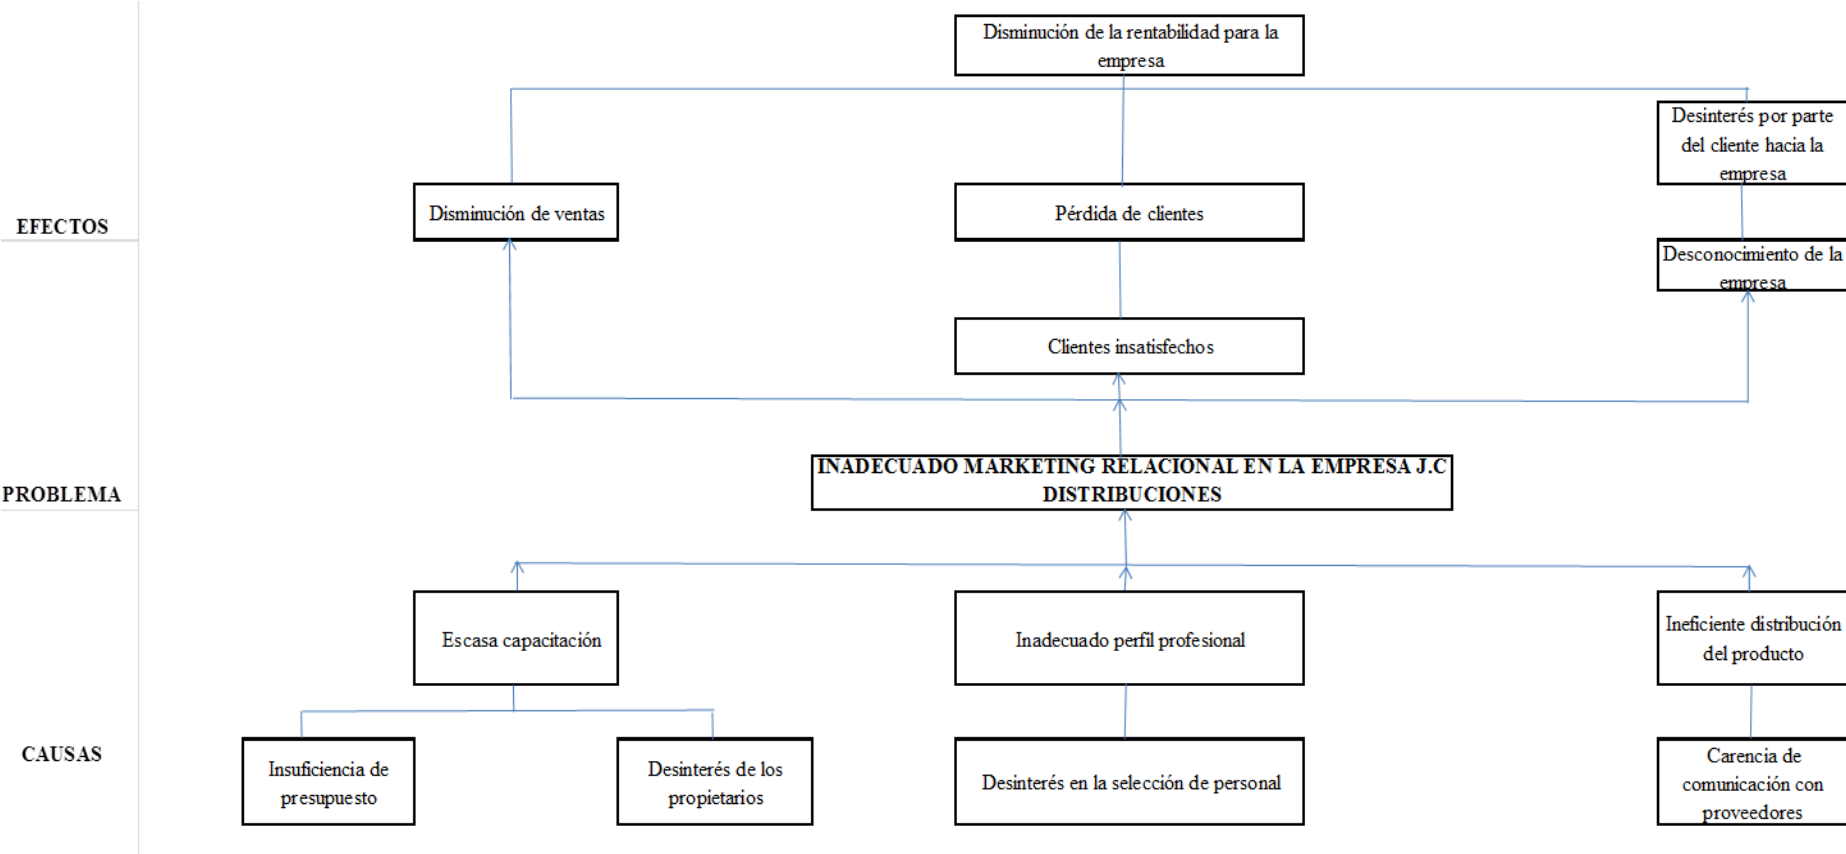 Disminución de la rentabilidad para la
empresa
Desinterés por parte
del cliente hacia la
empresa
EFECTOS
Disminución de ventas
Pérdida de clientes
Desconocimiento de la
empresa
Clientes insatisfechos
PROBLEMA
INADECUADO MARKETING RELACIONAL EN LA EMPRESA J.C
DISTRIBUCIONES
Escasa capacitación
Inadecuado perfil profesional
Ineficiente distribución
del producto
CAUSAS
Insuficiencia de
presupuesto
Desinterés de los
propietarios
Desinterés en la selección de personal
Carencia de
comunicación con
proveedores